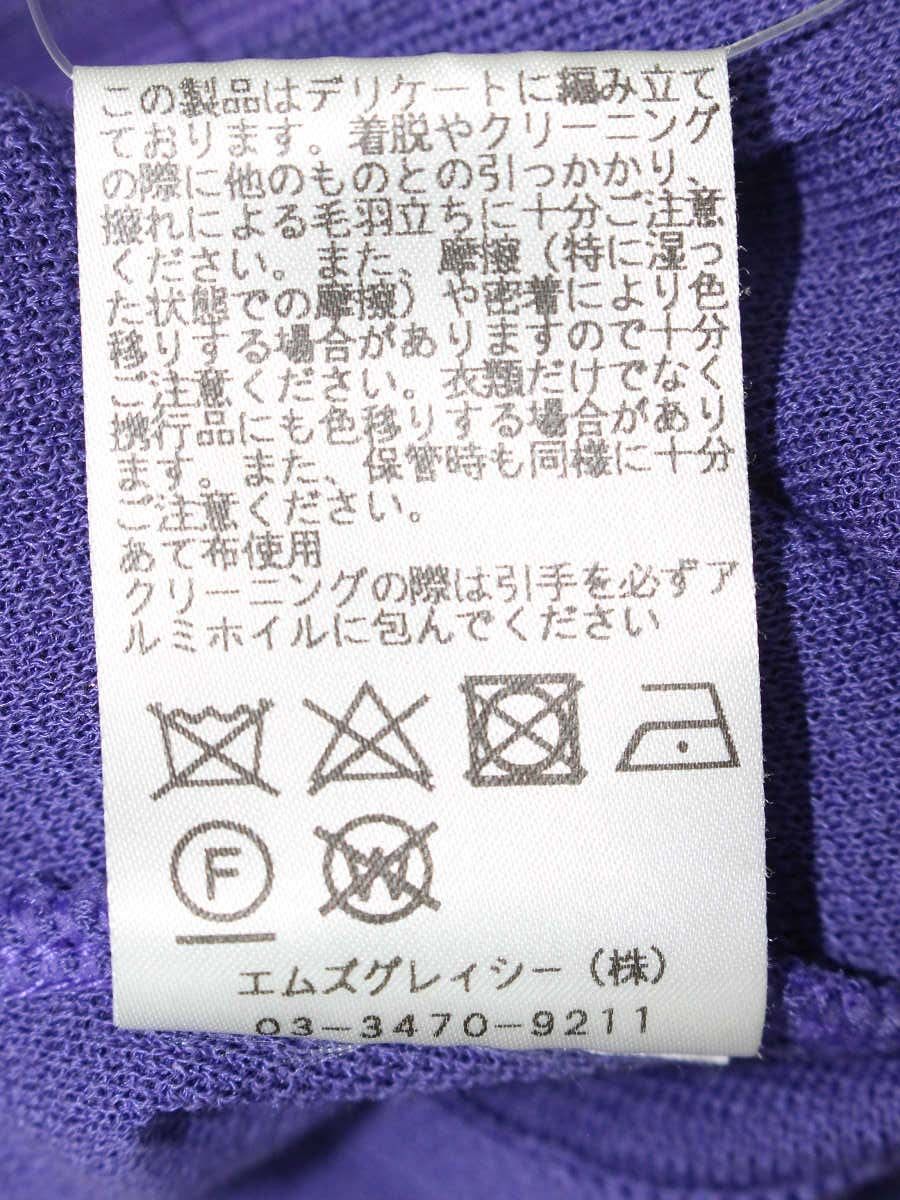 この製品はデリケートに編み立て
ております。着脱やクリーニング
の際に他のものとの引っかかり、
擦れによる毛羽立ちに十分ご注意
ください。また、摩擦（特に湿っ
た状態での摩擦）や密着により色
移りする場合がありますので十分
ご注意ください。衣類だけでなく
携行品にも色移りする場合があり
ます。また、保管時も同様に十分
ご注意ください。
あて布使用
クリーニングの際は引手を必ずア
ルミホイルに包んでください
F W
エムズグレイシー（株）
03-3470-9211